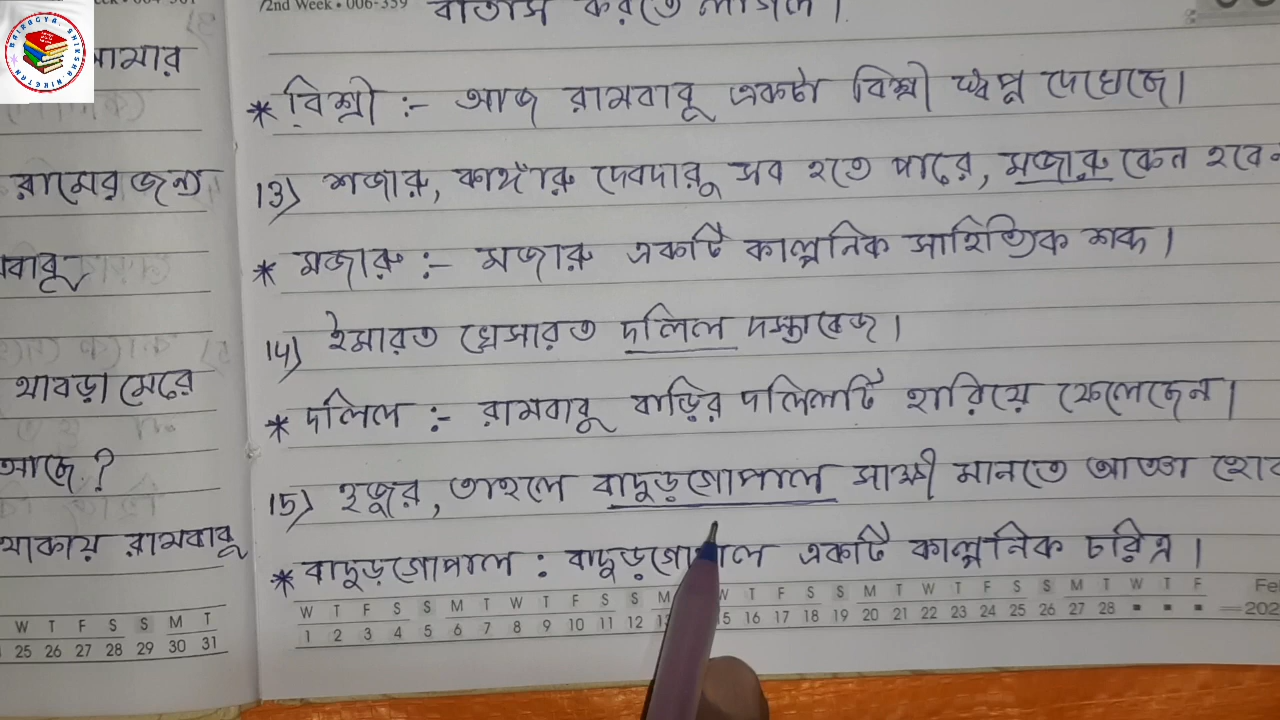 BAIRAGYA SHIKSHA NIKETAN
আমার
রামের জন্য
থাবড়া মেরে
আছে?
থাকায় রামবাবু
W T F S S M T
25 26 27 28 29 30 31
2nd Week • 006-359
বাতাস করতে লাগল।
* বিশ্রী :- আজ রামবাবু একটা বিশ্রী স্বপ্ন দেখেছে।
13) শজারু, কাঙ্গারু দেবদারু সব হতে পারে, মজারু কেন হবে
* মজারু :- মজারু একটি কাল্পনিক সাহিত্যিক শব্দ।
14) ইমারত খেসারত দলিল দস্তাবেজ।
* দলিল :- রামবাবু বাড়ির দলিলটি হারিয়ে ফেলেছেন।
15) হুজুর, তাহলে বাদুড়গোপাল সাক্ষী মানতে আজ্ঞা
* বাদুড়গোপাল : বাদুড়গোপাল একটি কাল্পনিক চরিত্র।
W T F S S M T W T F S S M W T F S S M T W T F S S M T W T F
1 2 3 4 5 6 7 8 9 10 11 12 15 16 17 18 19 20 21 22 23 24 25 26 27 28